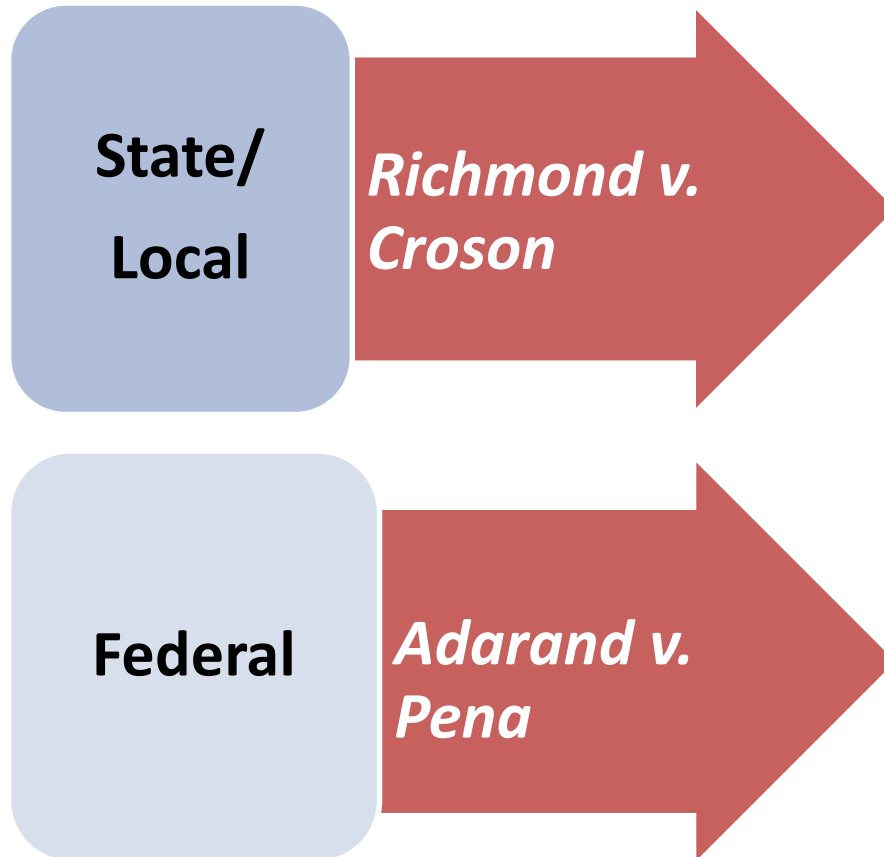 State/
Local
Richmond v.
Croson
Federal
Adarand v.
Pena